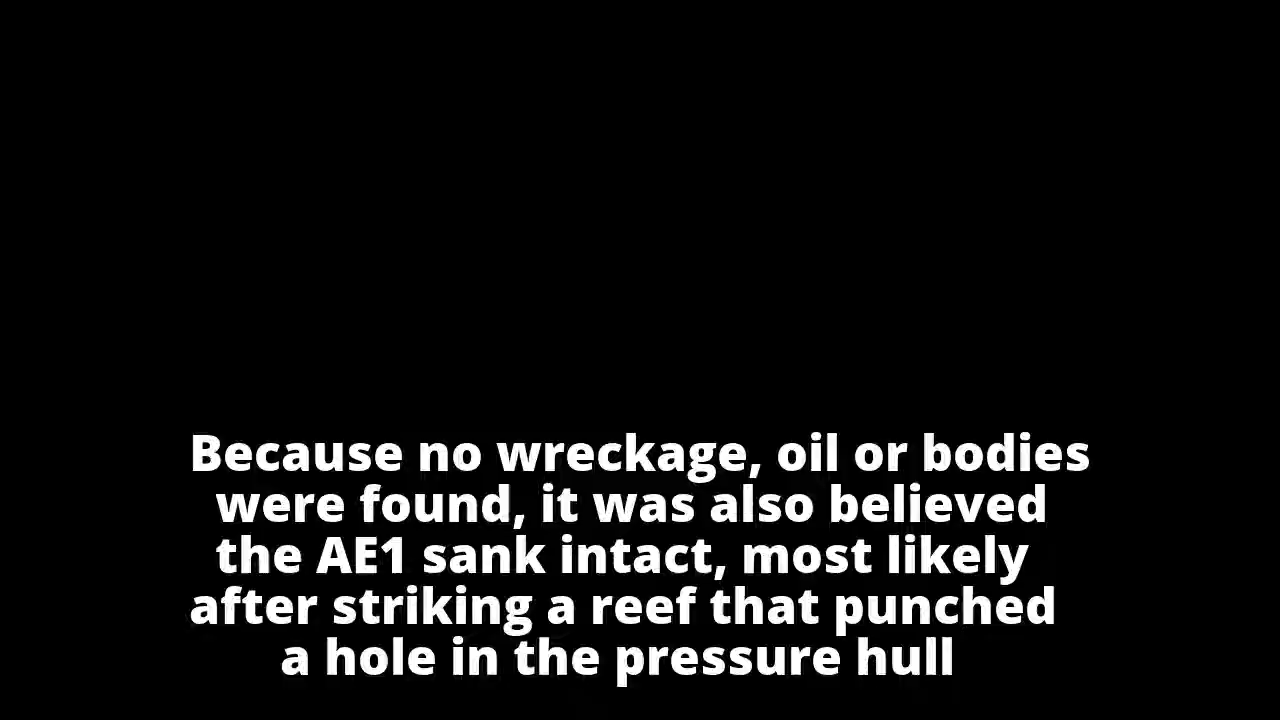 Because no wreckage, oil or bodies
were found, it was also believed
the AE1 sank intact, most likely
after striking a reef that punched
a hole in the pressure hull